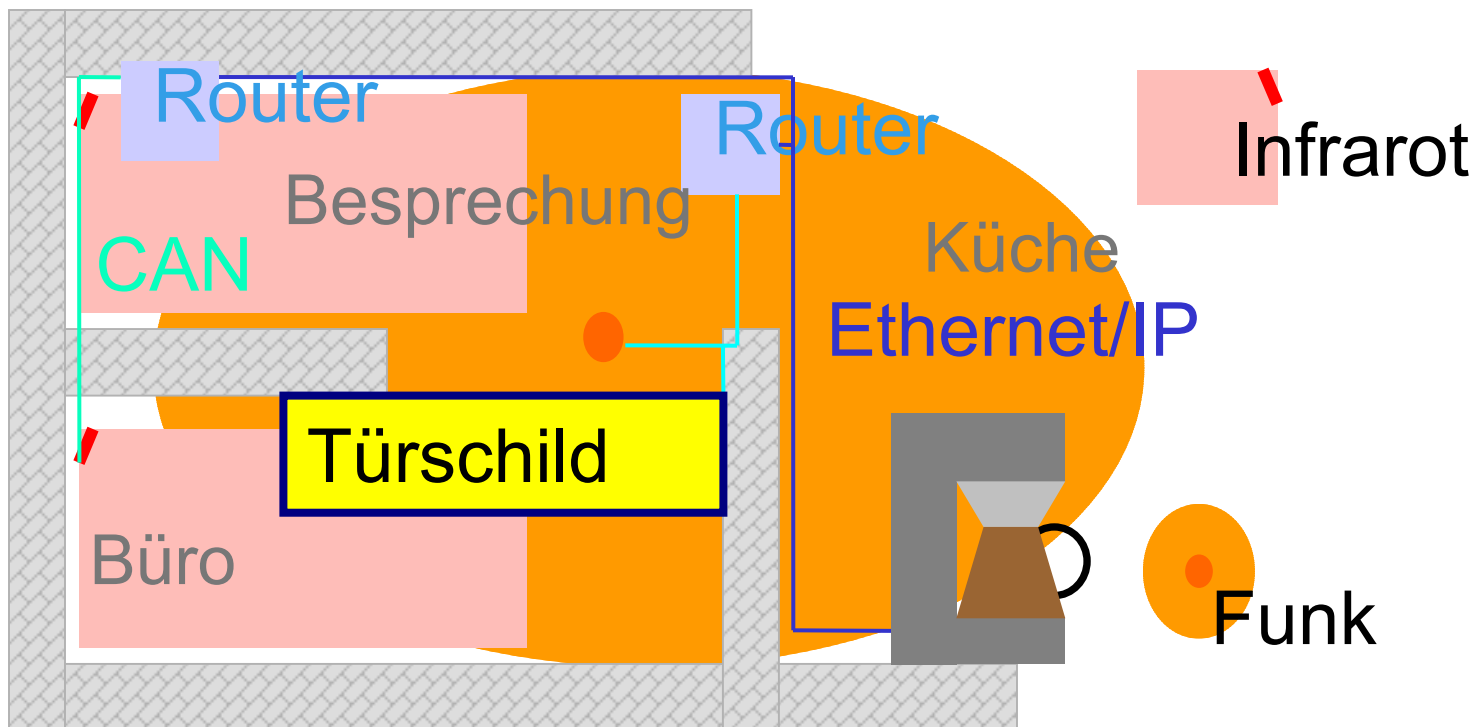 Router
Router
Infrarot
Besprechung
Küche
CAN
Ethernet/IP
Türschild
Büro
Funk